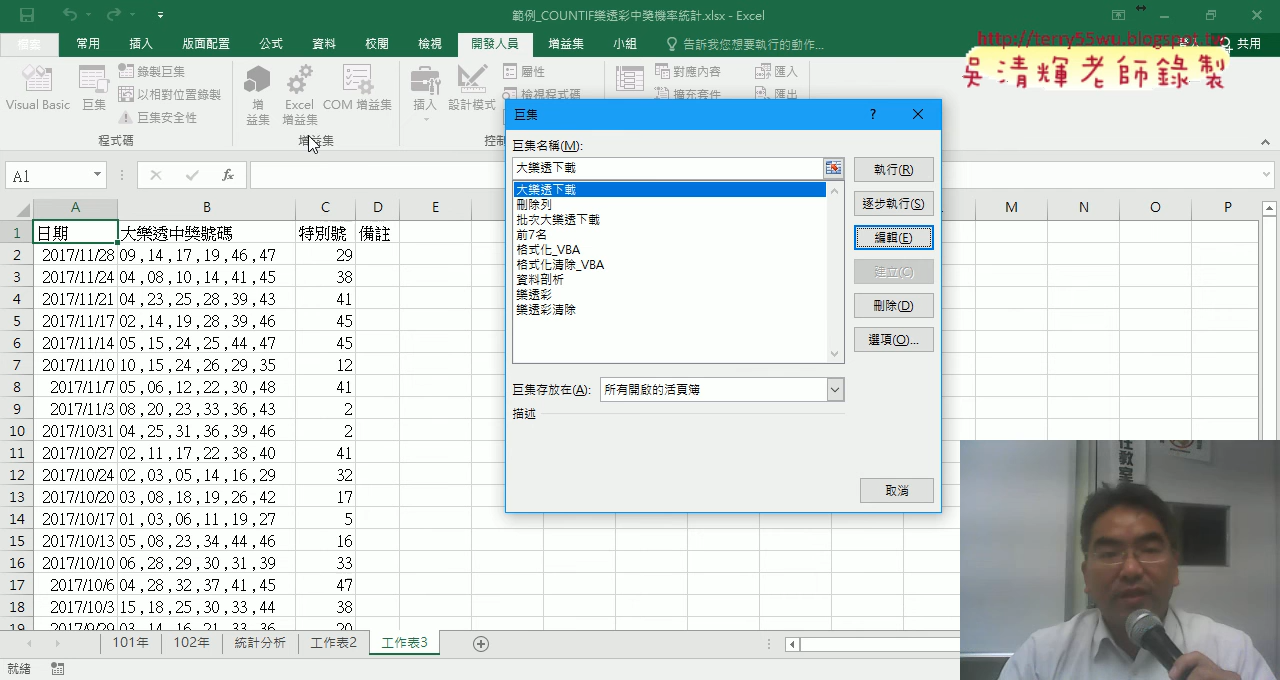 範例_COUNTIF樂透彩中獎機率統計.xlsx - Excel
http://terry55wu.blogspot.tw
吳清輝老師錄製
檔案 常用 插入 版面配置 公式 資料 校閱 檢視 開發人員 增益集 小組 告訴我您想要執行的動作... 登入 共用
Visual Basic 巨集 錄製巨集 以相對位置錄製 巨集安全性
增益集 Excel 增益集 COM 增益集
插入 設計模式 屬性 檢視程式碼
對應內容 擴充套件 匯入 匯出
程式碼 增益集 控制
A1 fx
A B C D E M N O P
1 日期 大樂透中獎號碼 特別號 備註
2 2017/11/28 09,14,17,19,46,47 29
3 2017/11/24 04,08,10,14,41,45 38
4 2017/11/21 04,23,25,28,39,43 41
5 2017/11/17 02,14,19,28,39,46 45
6 2017/11/14 05,15,24,25,44,47 45
7 2017/11/10 10,15,24,26,29,35 12
8 2017/11/7 05,06,12,22,30,48 41
9 2017/11/3 08,20,23,33,36,43 2
10 2017/10/31 04,25,31,36,39,46 2
11 2017/10/27 02,11,17,22,38,40 41
12 2017/10/24 02,03,05,14,16,29 32
13 2017/10/20 03,08,18,19,26,42 17
14 2017/10/17 01,03,06,11,13,27 5
15 2017/10/13 05,08,23,34,44,46 16
16 2017/10/10 06,28,29,30,31,39 33
17 2017/10/6 04,28,32,37,41,45 47
18 2017/10/3 15,18,25,30,33,44 38
19 2017/9/29 03,14,16,21,33,36 20
巨集 ?
巨集名稱(M):
大樂透下載
大樂透下載
刪除列
批次大樂透下載
前7名
格式化_VBA
格式化清除_VBA
資料剖析
樂透彩
樂透彩清除
執行(R)
逐步執行(S)
編輯(E)
建立(C)
刪除(D)
選項(O)...
巨集存放在(A): 所有開啟的活頁簿
描述
取消
101年 102年 統計分析 工作表2 工作表3
就緒